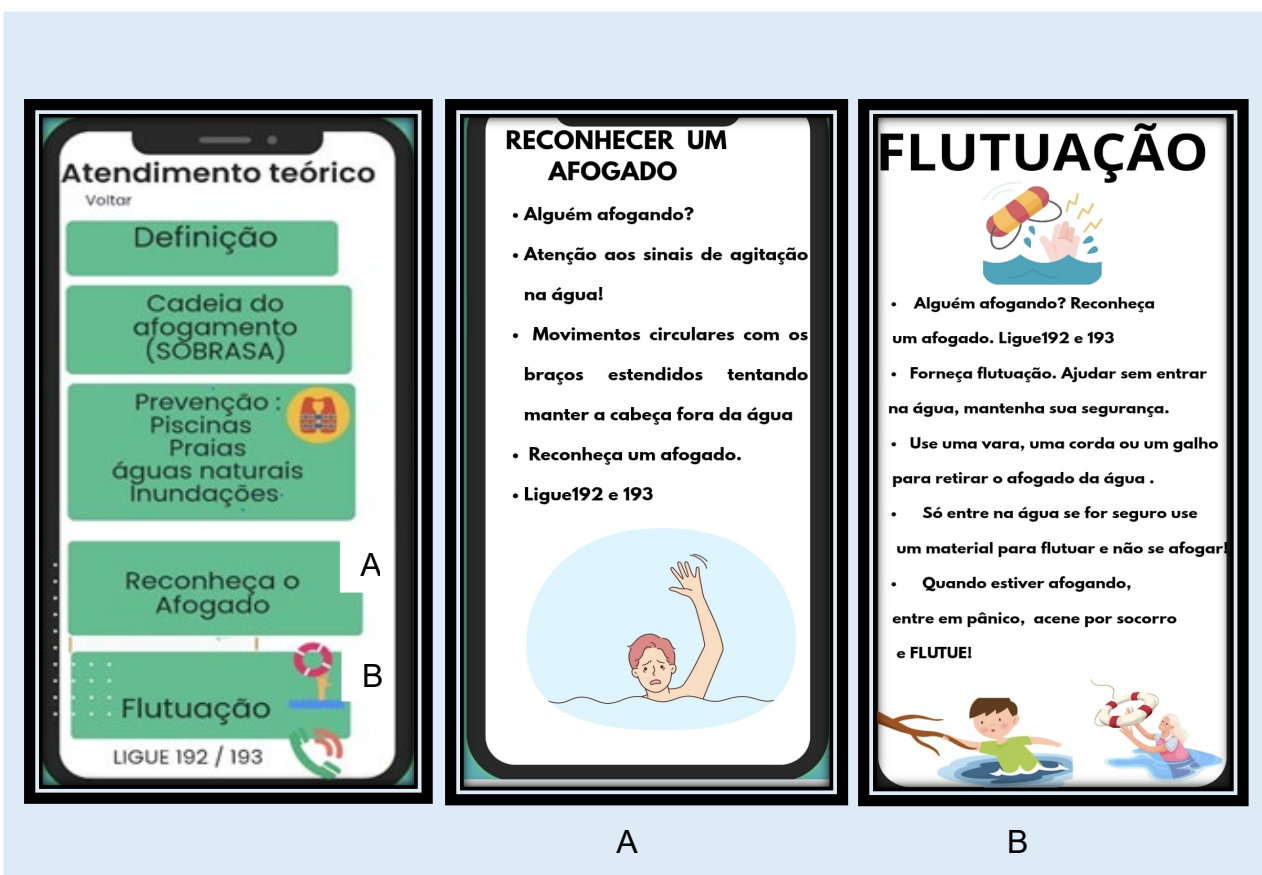 Atendimento teórico
Voltar
Definição
Cadeia do
afogamento
(SOBRASA)
Prevenção :
Piscinas
Praias
águas naturais
Inundações
A
Reconheça o
Afogado
B
Flutuação
LIGUE 192 / 193
RECONHECER UM
AFOGADO
• Alguém afogando?
• Atenção aos sinais de agitação
na água!
• Movimentos circulares com os
braços estendidos tentando
manter a cabeça fora da água
• Reconheça um afogado.
• Ligue192 e 193
FLUTUAÇÃO
• Alguém afogando? Reconheça
um afogado. Ligue192 e 193
• Forneça flutuação. Ajudar sem entrar
na água, mantenha sua segurança.
• Use uma vara, uma corda ou um galho
para retirar o afogado da água .
• Só entre na água se for seguro use
um material para flutuar e não se afogar!
• Quando estiver afogando,
entre em pânico, acene por socorro
e FLUTUE!
A
B